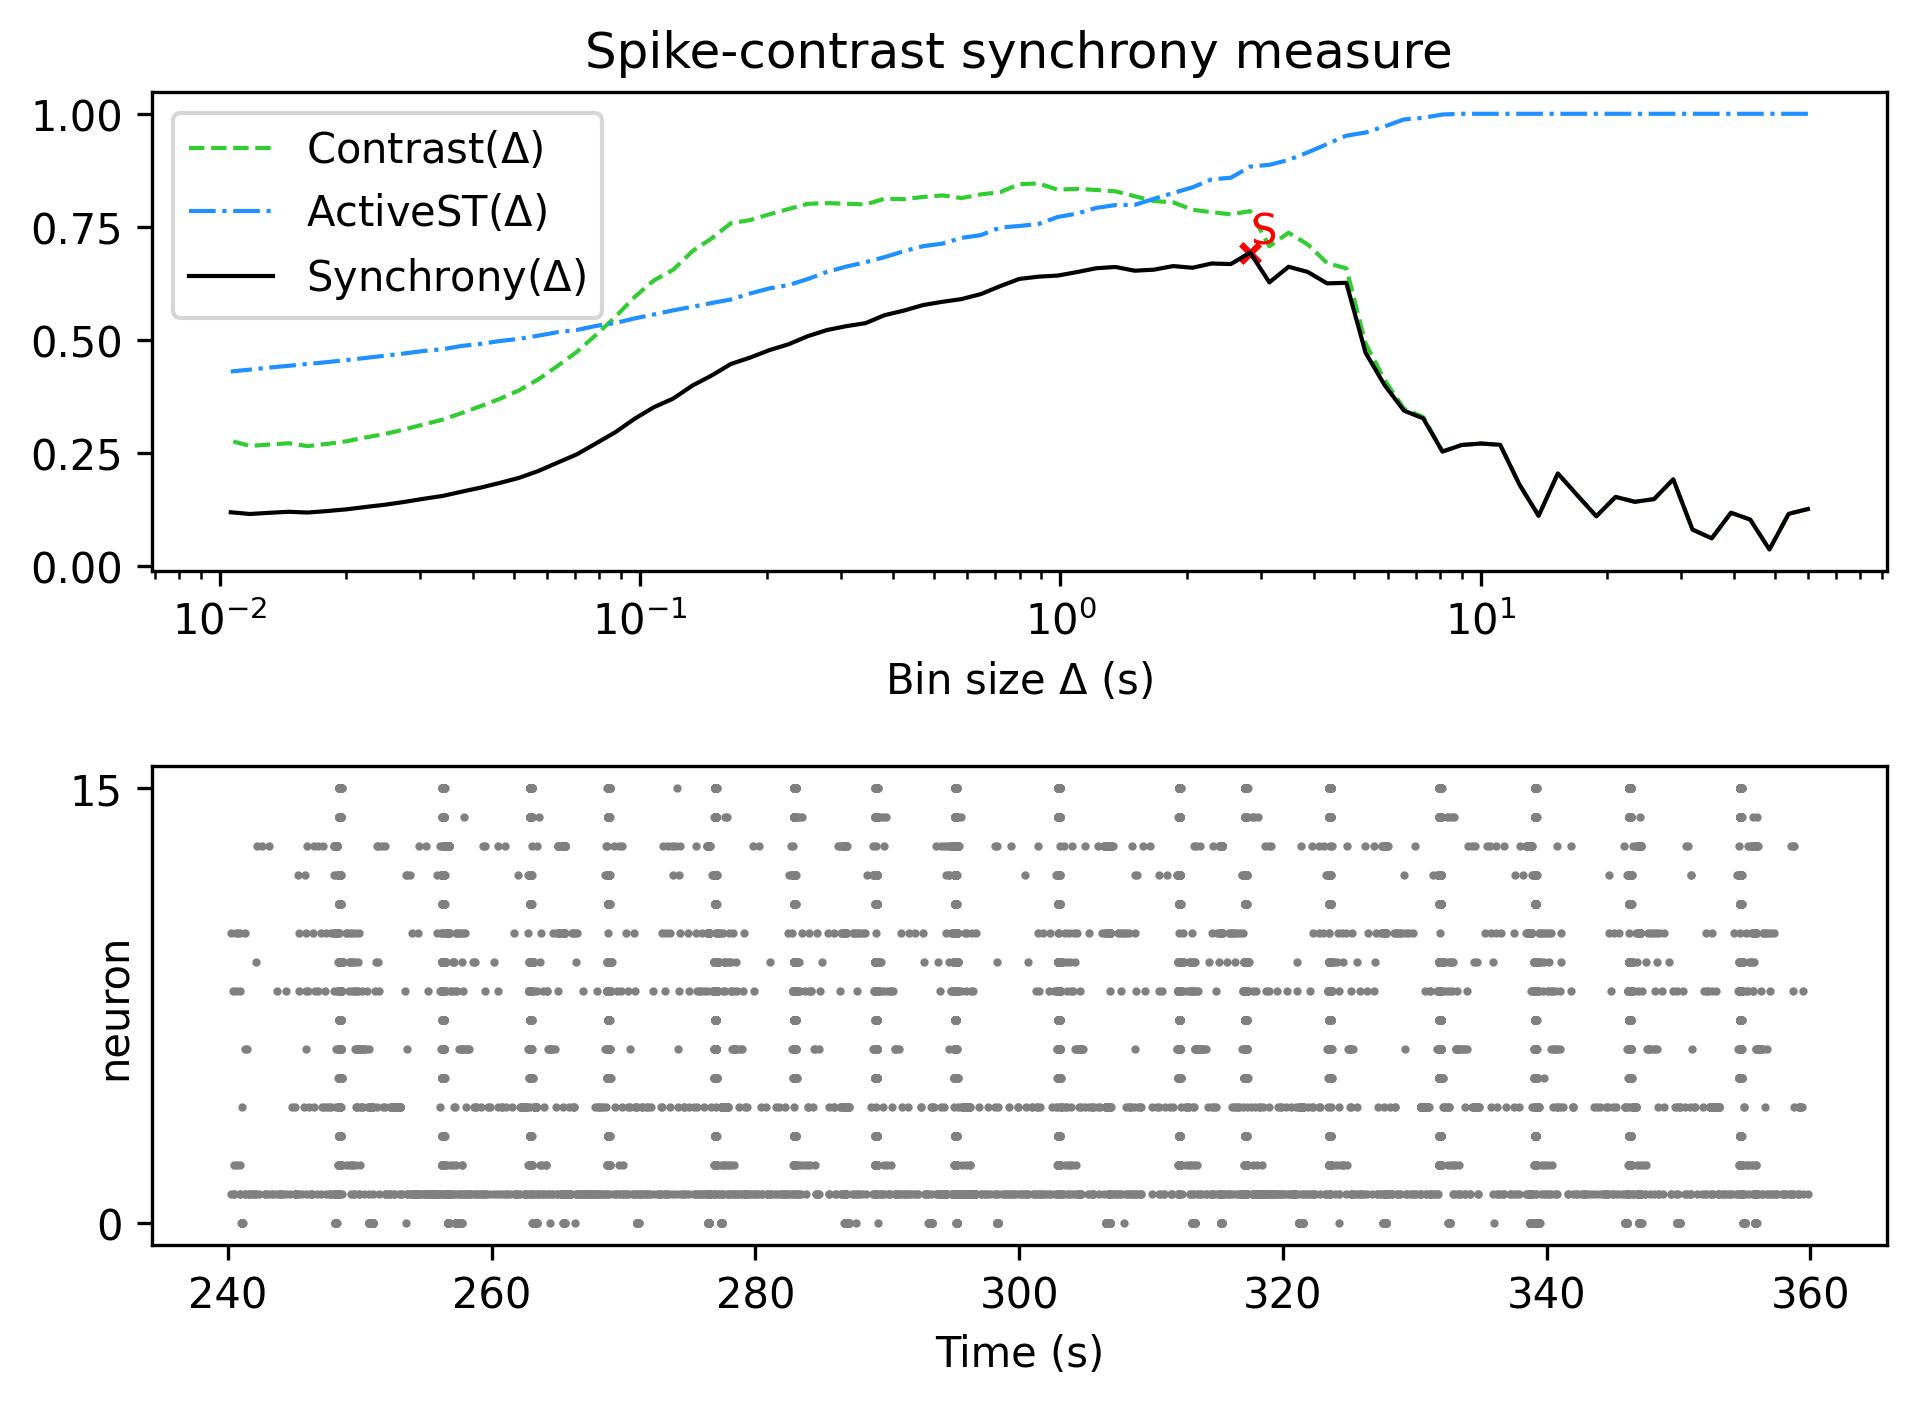 Spike-contrast synchrony measure
1.00
0.75
0.50
0.25
0.00
Contrast(Δ)
ActiveST(Δ)
Synchrony(Δ)
S
10⁻² 10⁻¹ 10⁰ 10¹
Bin size Δ (s)
15
0
neuron
240 260 280 300 320 340 360
Time (s)